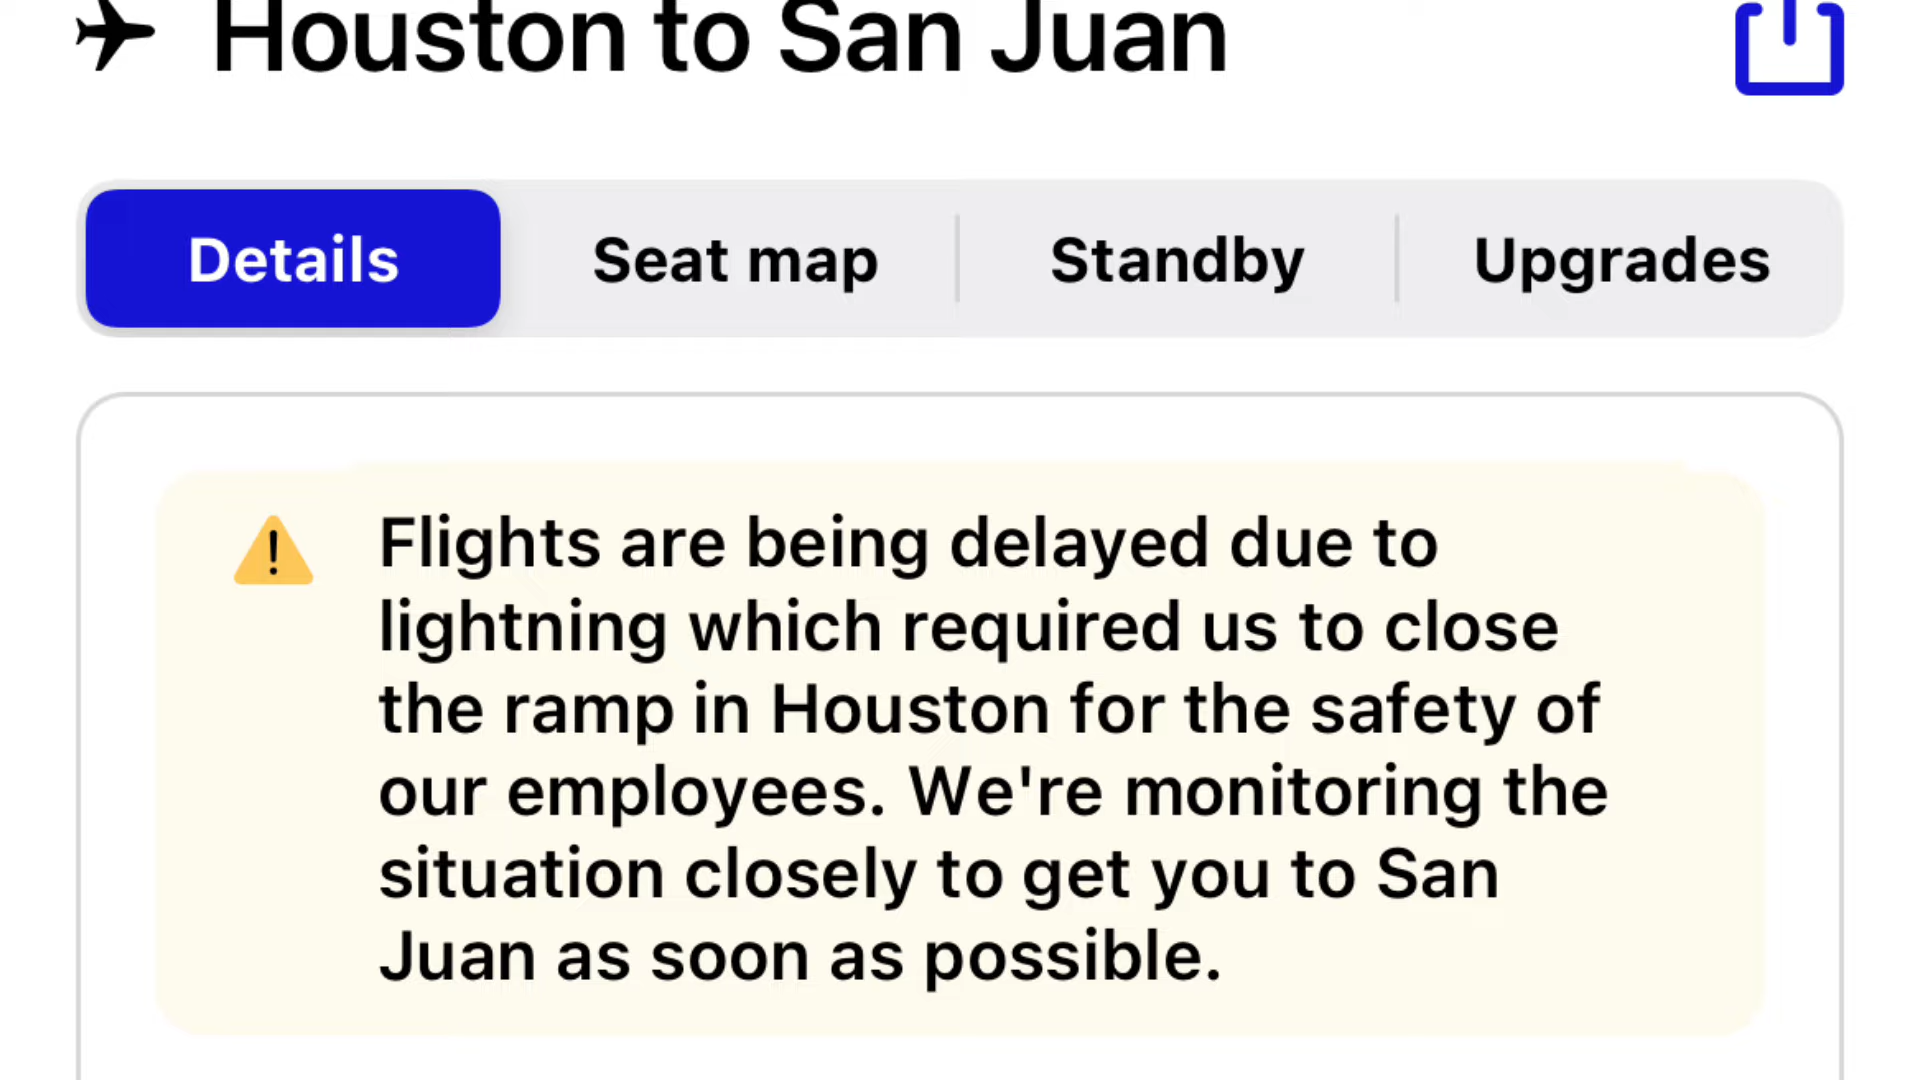 Houston to San Juan
Details
Seat map
Standby
Upgrades
Flights are being delayed due to
lightning which required us to close
the ramp in Houston for the safety of
our employees. We're monitoring the
situation closely to get you to San
Juan as soon as possible.